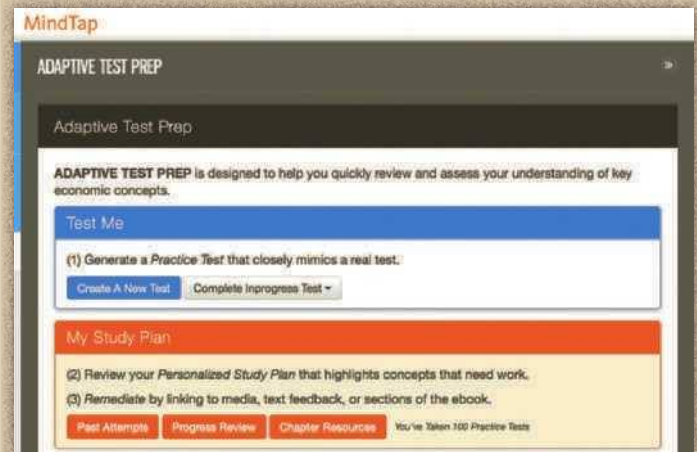 MindTap
ADAPTIVE TEST PREP »
Adaptive Test Prep
ADAPTIVE TEST PREP is designed to help you quickly review and assess your understanding of key
economic concepts.
Test Me
(1) Generate a Practice Test that closely mimics a real test.
Create A New Test Complete Inprogress Test
My Study Plan
(2) Review your Personalized Study Plan that highlights concepts that need work.
(3) Remediate by linking to media, text feedback, or sections of the ebook.
Past Attempts Progress Review Chapter Resources You've Taken 100 Practice Tests